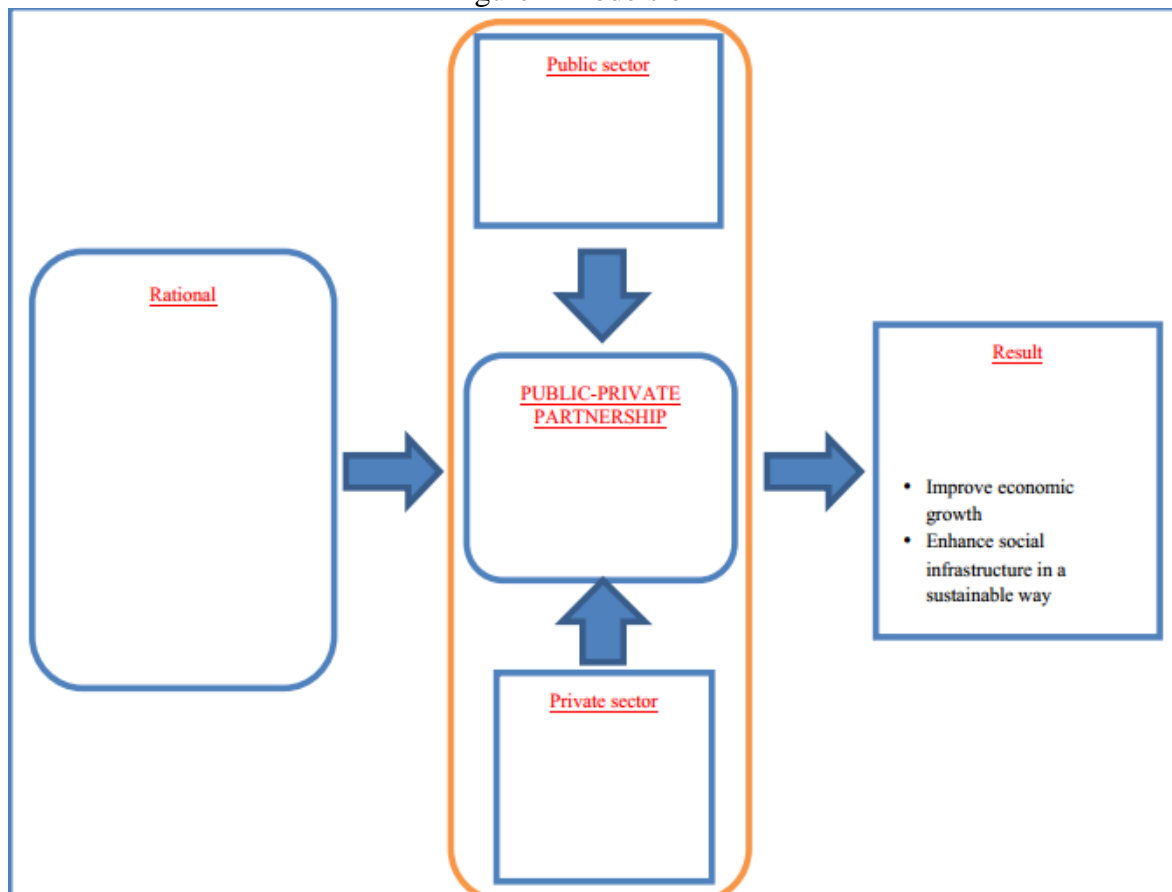 Public sector
Rational
PUBLIC-PRIVATE
PARTNERSHIP
Result
• Improve economic
growth
• Enhance social
infrastructure in a
sustainable way
Private sector